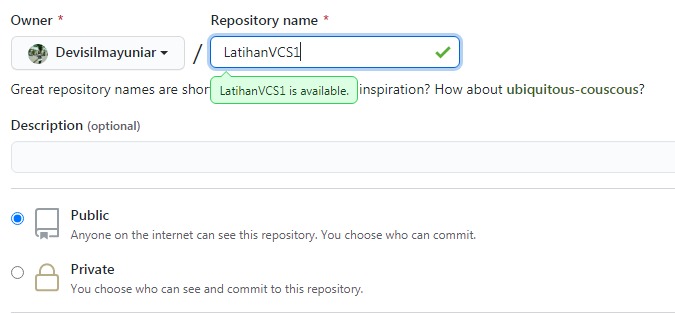 Owner * Repository name *
Devisilmayuniar / LatihanVCS1
Great repository names are shor inspiration? How about ubiquitous-couscous?
LatihanVCS1 is available.
Description (optional)
Public
Anyone on the internet can see this repository. You choose who can commit.
Private
You choose who can see and commit to this repository.